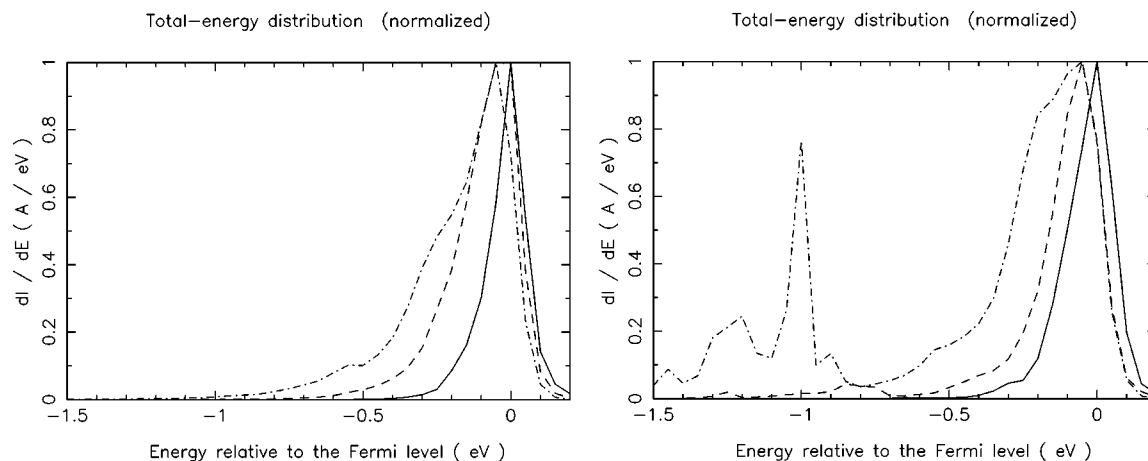 Total-energy distribution (normalized)
dI / dE ( A / eV )
1
0.8
0.6
0.4
0.2
0
-1.5 -1 -0.5 0
Energy relative to the Fermi level ( eV )
Total-energy distribution (normalized)
dI / dE ( A / eV )
1
0.8
0.6
0.4
0.2
0
-1.5 -1 -0.5 0
Energy relative to the Fermi level ( eV )